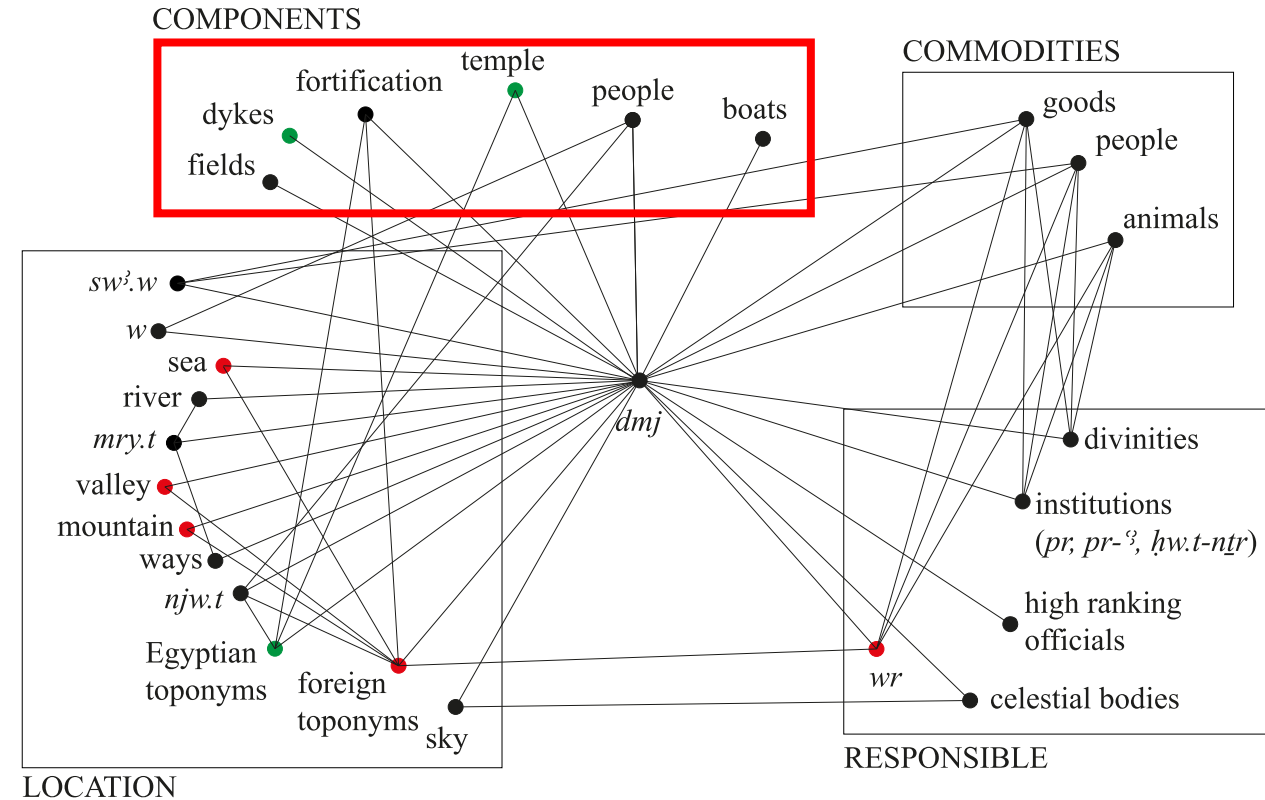 COMPONENTS
temple
fortification
people
boats
dykes
fields
COMMODITIES
goods
people
animals
swꜣ.w
w
sea
river
mry.t
valley
mountain
ways
njw.t
Egyptian
toponyms
foreign
toponyms
sky
LOCATION
dmj
divinities
institutions
(pr, pr-ꜥꜣ, ḥw.t-nṯr)
high ranking
officials
wr
celestial bodies
RESPONSIBLE